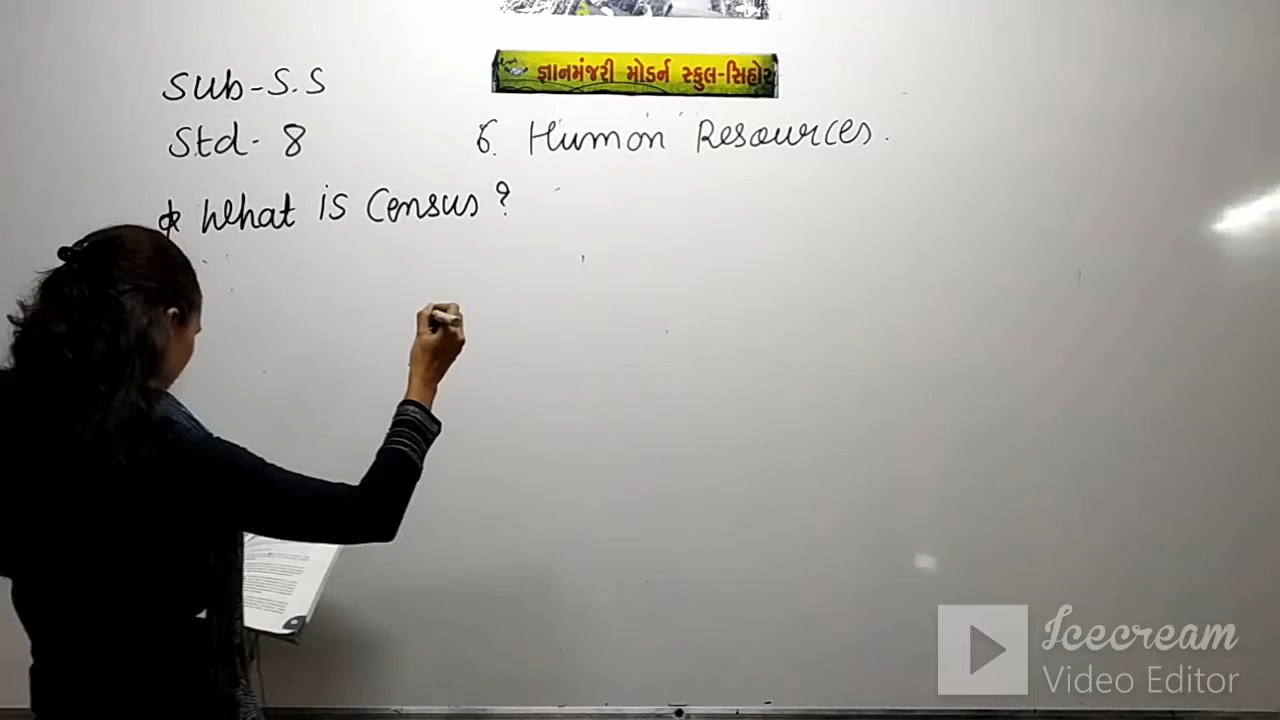 જ્ઞાનમંજરી મોડર્ન સ્કુલ-સિહોર
Sub-S.S
Std- 8
6. Human Resources.
* What is Census?
Icecream
Video Editor